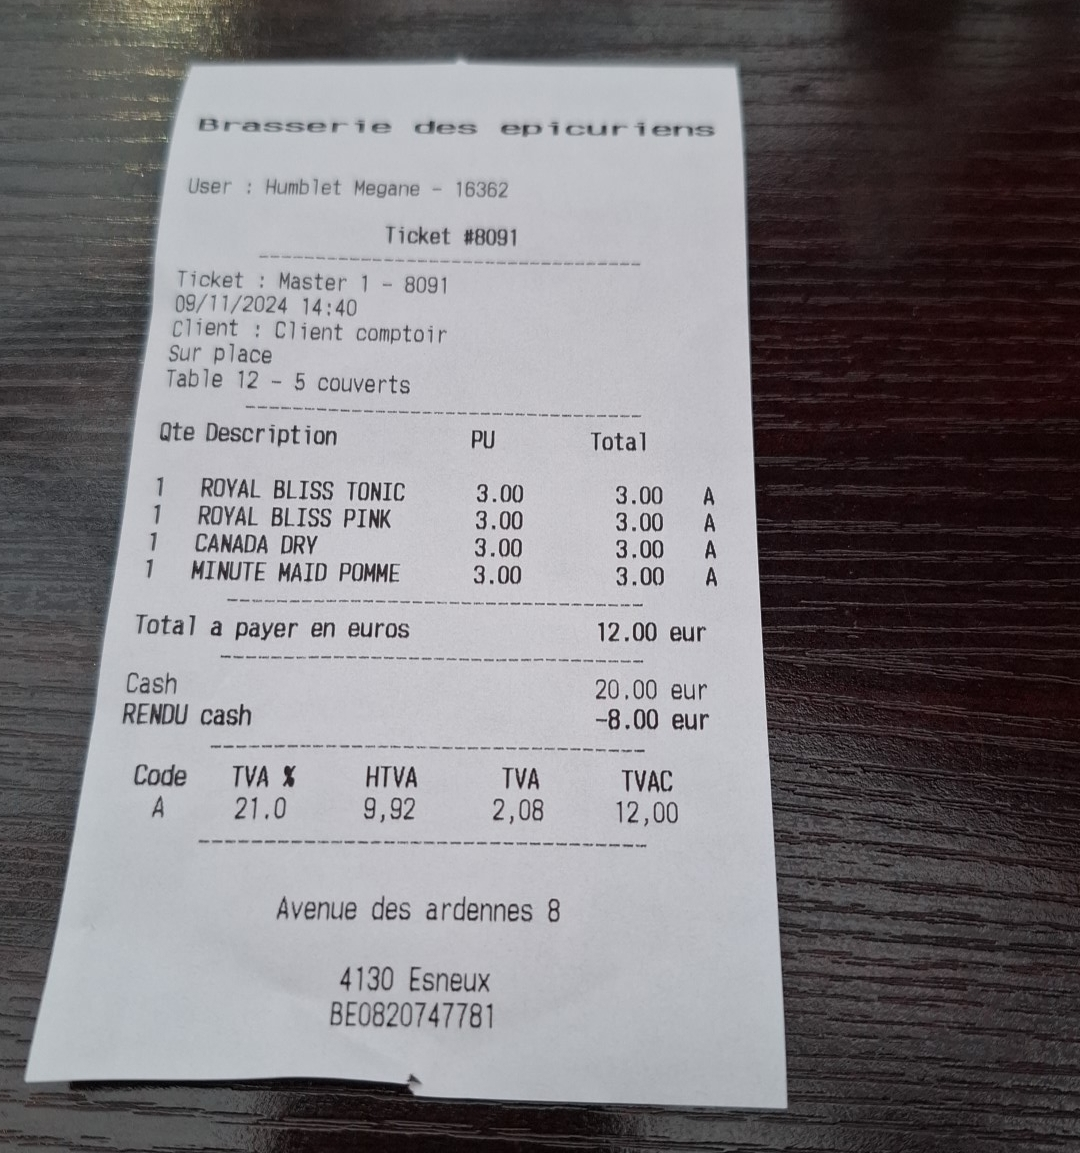 Brasserie des epicuriens
User : Humblet Megane - 16362
Ticket #8091
Ticket : Master 1 - 8091
09/11/2024 14:40
Client : Client comptoir
Sur place
Table 12 - 5 couverts
Qte Description PU Total
1 ROYAL BLISS TONIC 3.00 3.00 A
1 ROYAL BLISS PINK 3.00 3.00 A
1 CANADA DRY 3.00 3.00 A
1 MINUTE MAID POMME 3.00 3.00 A
Total a payer en euros 12.00 eur
Cash 20.00 eur
RENDU cash -8.00 eur
Code TVA % HTVA TVA TVAC
A 21.0 9,92 2,08 12,00
Avenue des ardennes 8
4130 Esneux
BE0820747781